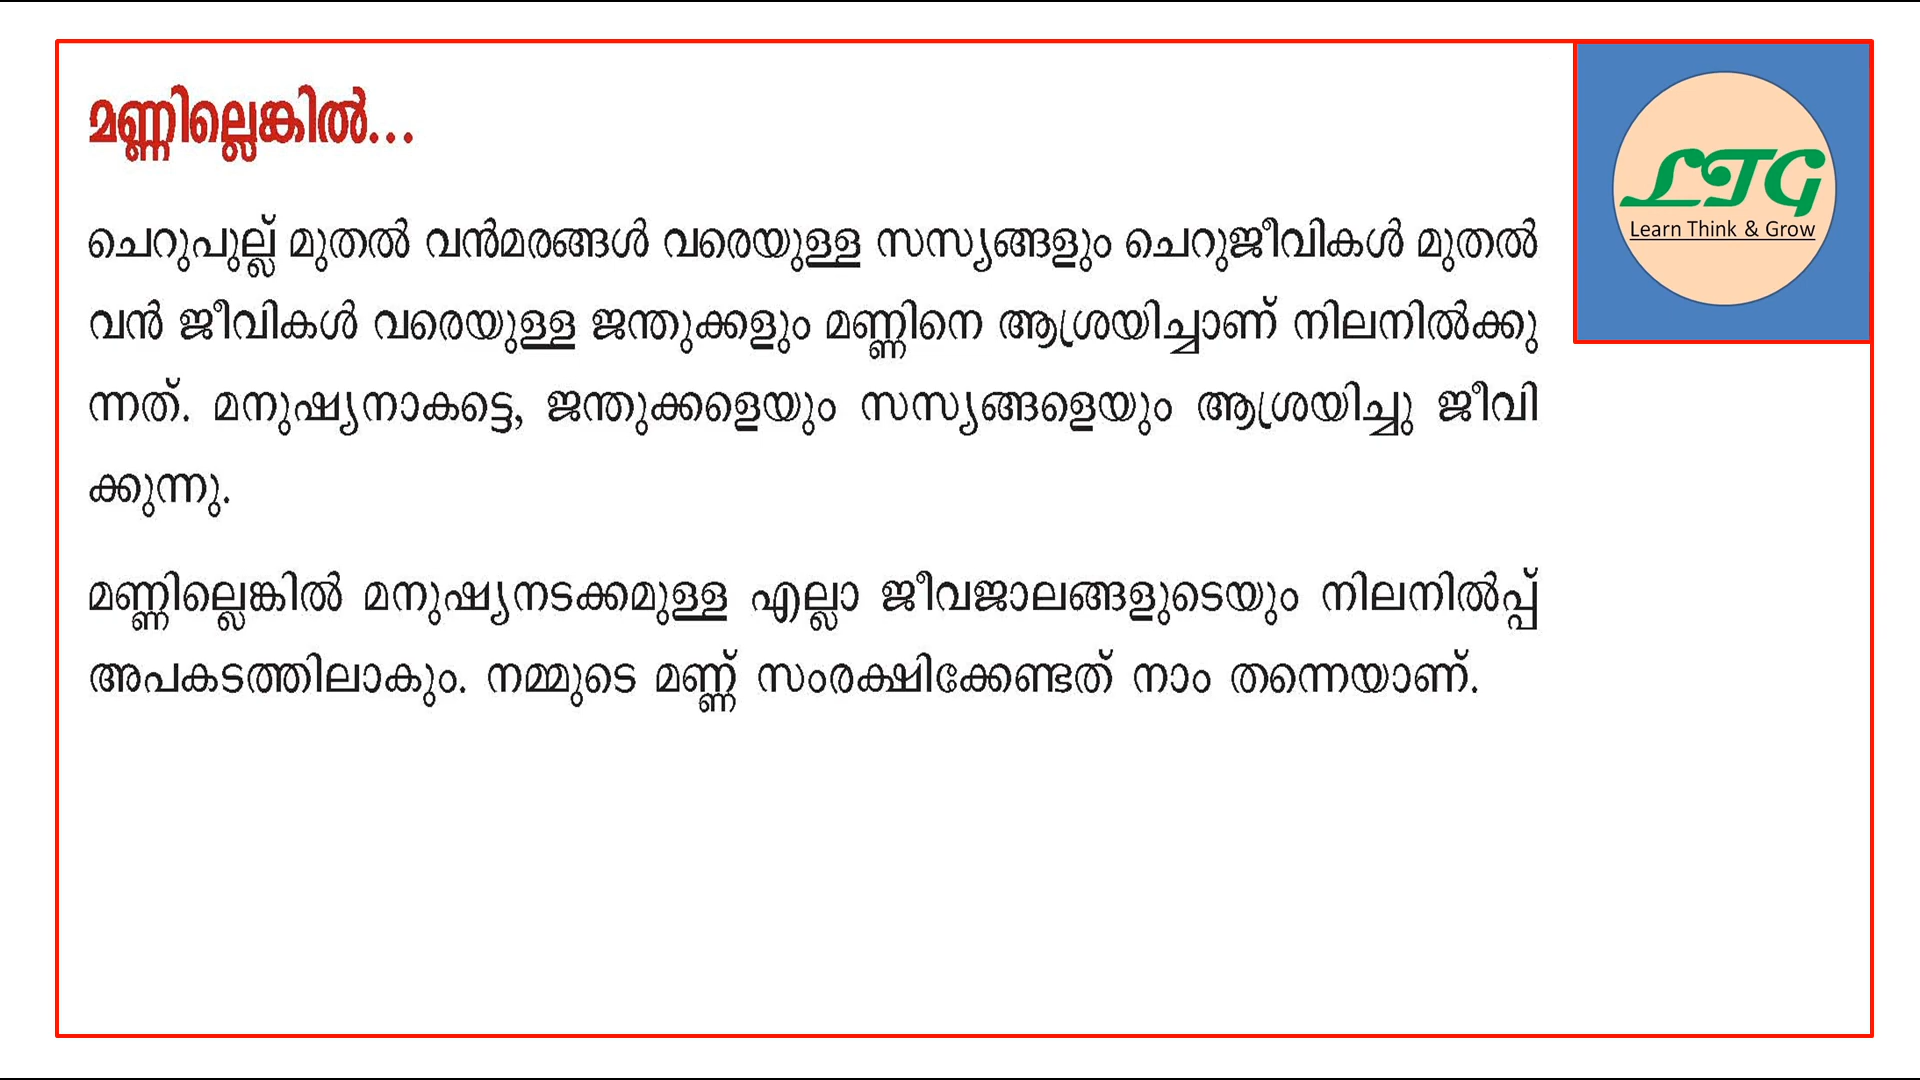 മണ്ണില്ലെങ്കിൽ...
LTG
Learn Think & Grow
ചെറുപുല്ല് മുതൽ വൻമരങ്ങൾ വരെയുള്ള സസ്യങ്ങളും ചെറുജീവികൾ മുതൽ
വൻ ജീവികൾ വരെയുള്ള ജന്തുക്കളും മണ്ണിനെ ആശ്രയിച്ചാണ് നിലനിൽക്കു
ന്നത്. മനുഷ്യനാകട്ടെ, ജന്തുക്കളെയും സസ്യങ്ങളെയും ആശ്രയിച്ചു ജീവി
ക്കുന്നു.
മണ്ണില്ലെങ്കിൽ മനുഷ്യനടക്കമുള്ള എല്ലാ ജീവജാലങ്ങളുടെയും നിലനിൽപ്പ്
അപകടത്തിലാകും. നമ്മുടെ മണ്ണ് സംരക്ഷിക്കേണ്ടത് നാം തന്നെയാണ്.